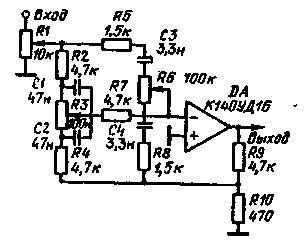 Вход
R1
10к
R2
4,7к
R5
1,5к
C3
3,3н
C1
47н
R3
R7
4,7к
R6
100к
DA
К140УД1б
C2
47н
C4
3,3н
R4
4,7к
R8
1,5к
Выход
R9
4,7к
R10
470